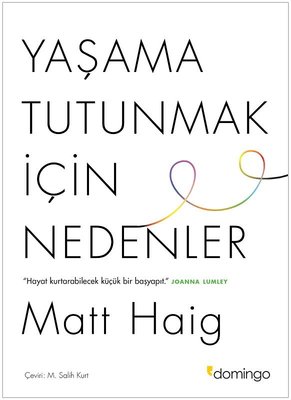 YAŞAMA
TUTUNMAK
İÇİN
NEDENLER
“Hayat kurtarabilecek küçük bir başyapıt.” JOANNA LUMLEY
Matt Haig
Çeviri: M. Salih Kurt
domingo